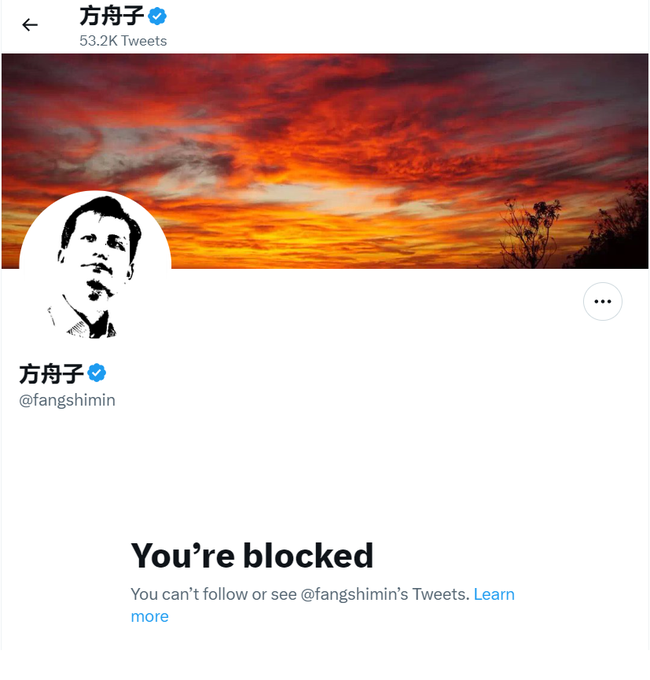 方舟子
53.2K Tweets
方舟子
@fangshimin
You’re blocked
You can’t follow or see @fangshimin’s Tweets. Learn
more